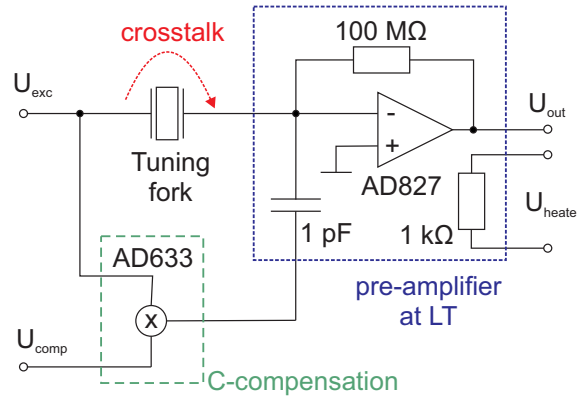 crosstalk
100 MΩ
U_exc
U_out
-
+
Tuning
fork
AD827
U_heate
1 pF
1 kΩ
AD633
pre-amplifier
at LT
x
U_comp
C-compensation